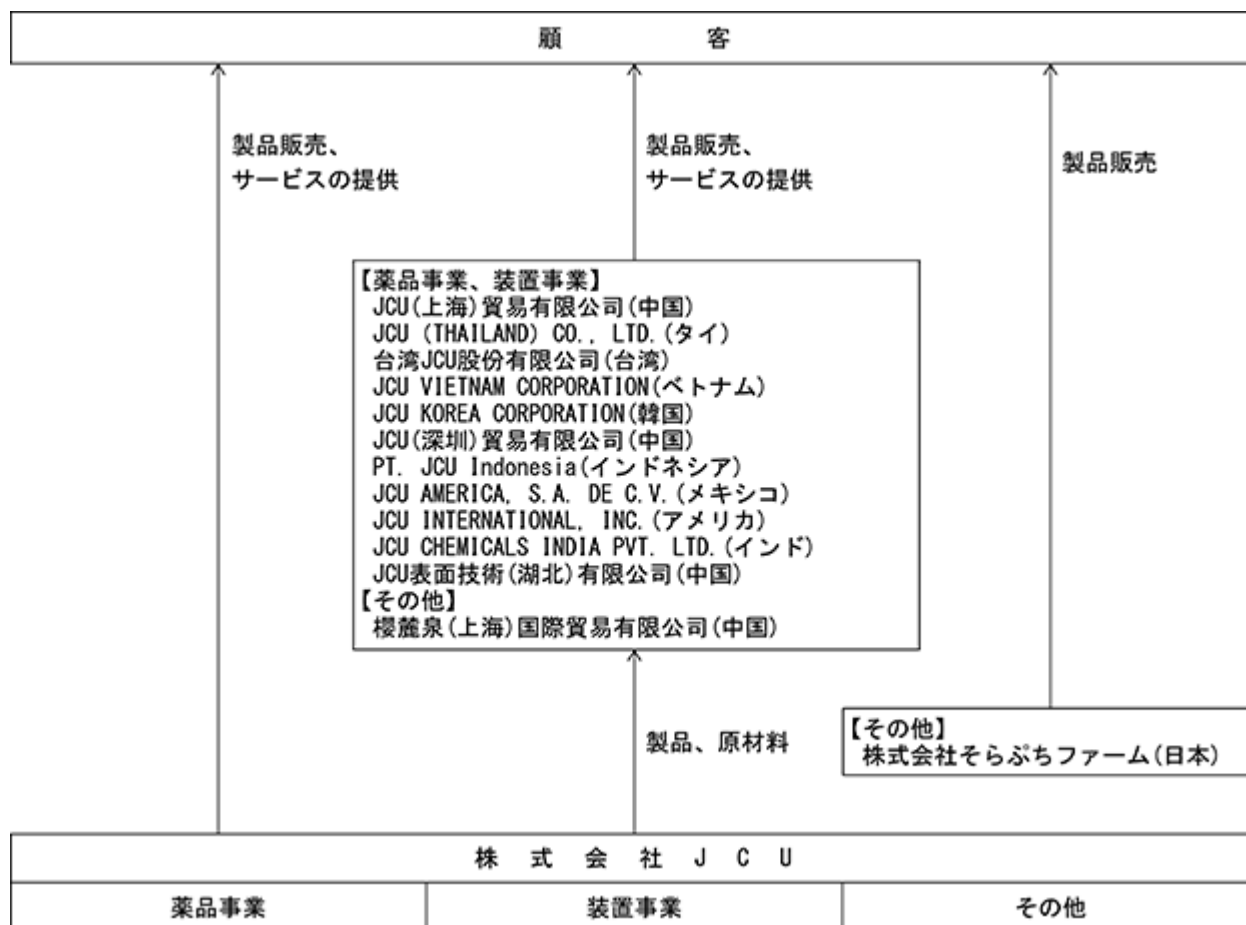 顧客
製品販売、
サービスの提供
製品販売、
サービスの提供
製品販売
【薬品事業、装置事業】
JCU(上海)貿易有限公司(中国)
JCU (THAILAND) CO., LTD.(タイ)
台湾JCU股份有限公司(台湾)
JCU VIETNAM CORPORATION(ベトナム)
JCU KOREA CORPORATION(韓国)
JCU(深圳)貿易有限公司(中国)
PT. JCU Indonesia(インドネシア)
JCU AMERICA, S.A. DE C.V.(メキシコ)
JCU INTERNATIONAL, INC.(アメリカ)
JCU CHEMICALS INDIA PVT. LTD.(インド)
JCU表面技術(湖北)有限公司(中国)
【その他】
櫻麓泉(上海)国際貿易有限公司(中国)
製品、原材料
【その他】
株式会社そらぷちファーム(日本)
株式会社JCU
薬品事業
装置事業
その他